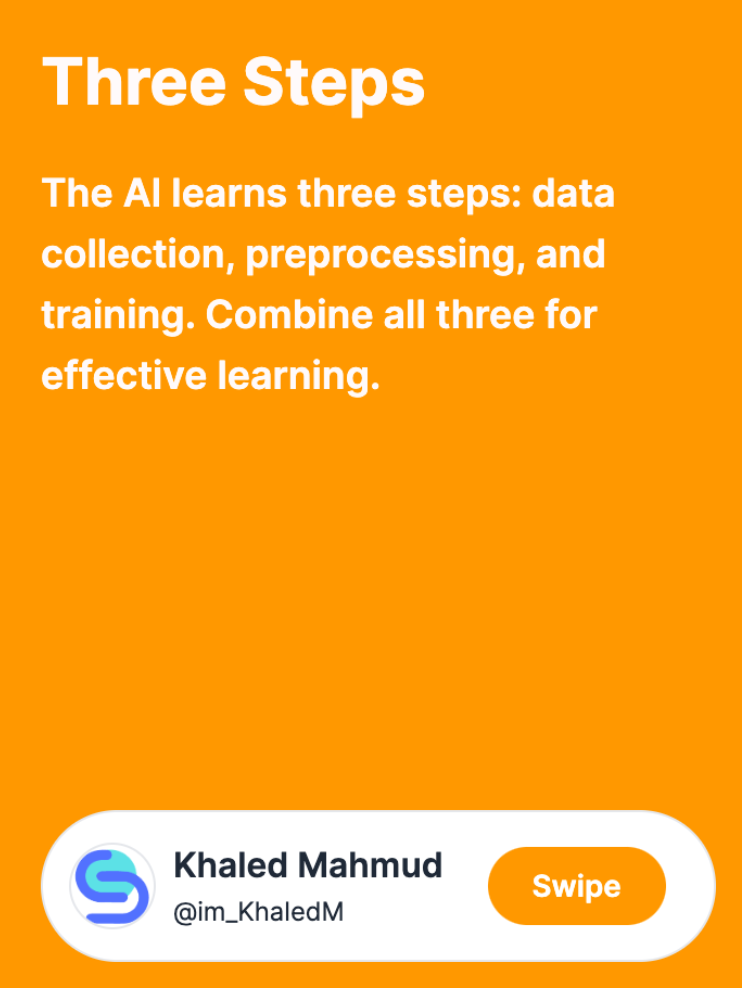 Three Steps
The AI learns three steps: data
collection, preprocessing, and
training. Combine all three for
effective learning.
Khaled Mahmud
@im_KhaledM
Swipe